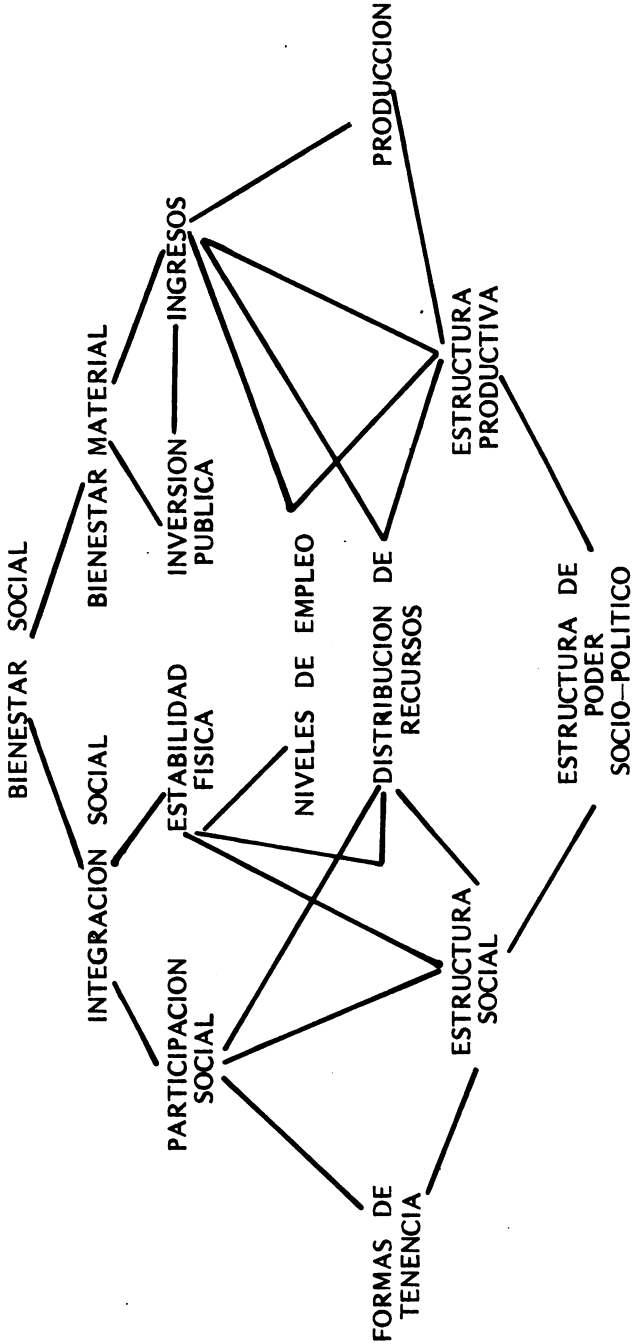 BIENESTAR SOCIAL
INTEGRACION SOCIAL
BIENESTAR MATERIAL
PARTICIPACION
SOCIAL
ESTABILIDAD
FISICA
INVERSION
PUBLICA
INGRESOS
NIVELES DE EMPLEO
FORMAS DE
TENENCIA
DISTRIBUCION DE
RECURSOS
PRODUCCION
ESTRUCTURA
SOCIAL
ESTRUCTURA
PRODUCTIVA
ESTRUCTURA DE
PODER
SOCIO-POLITICO